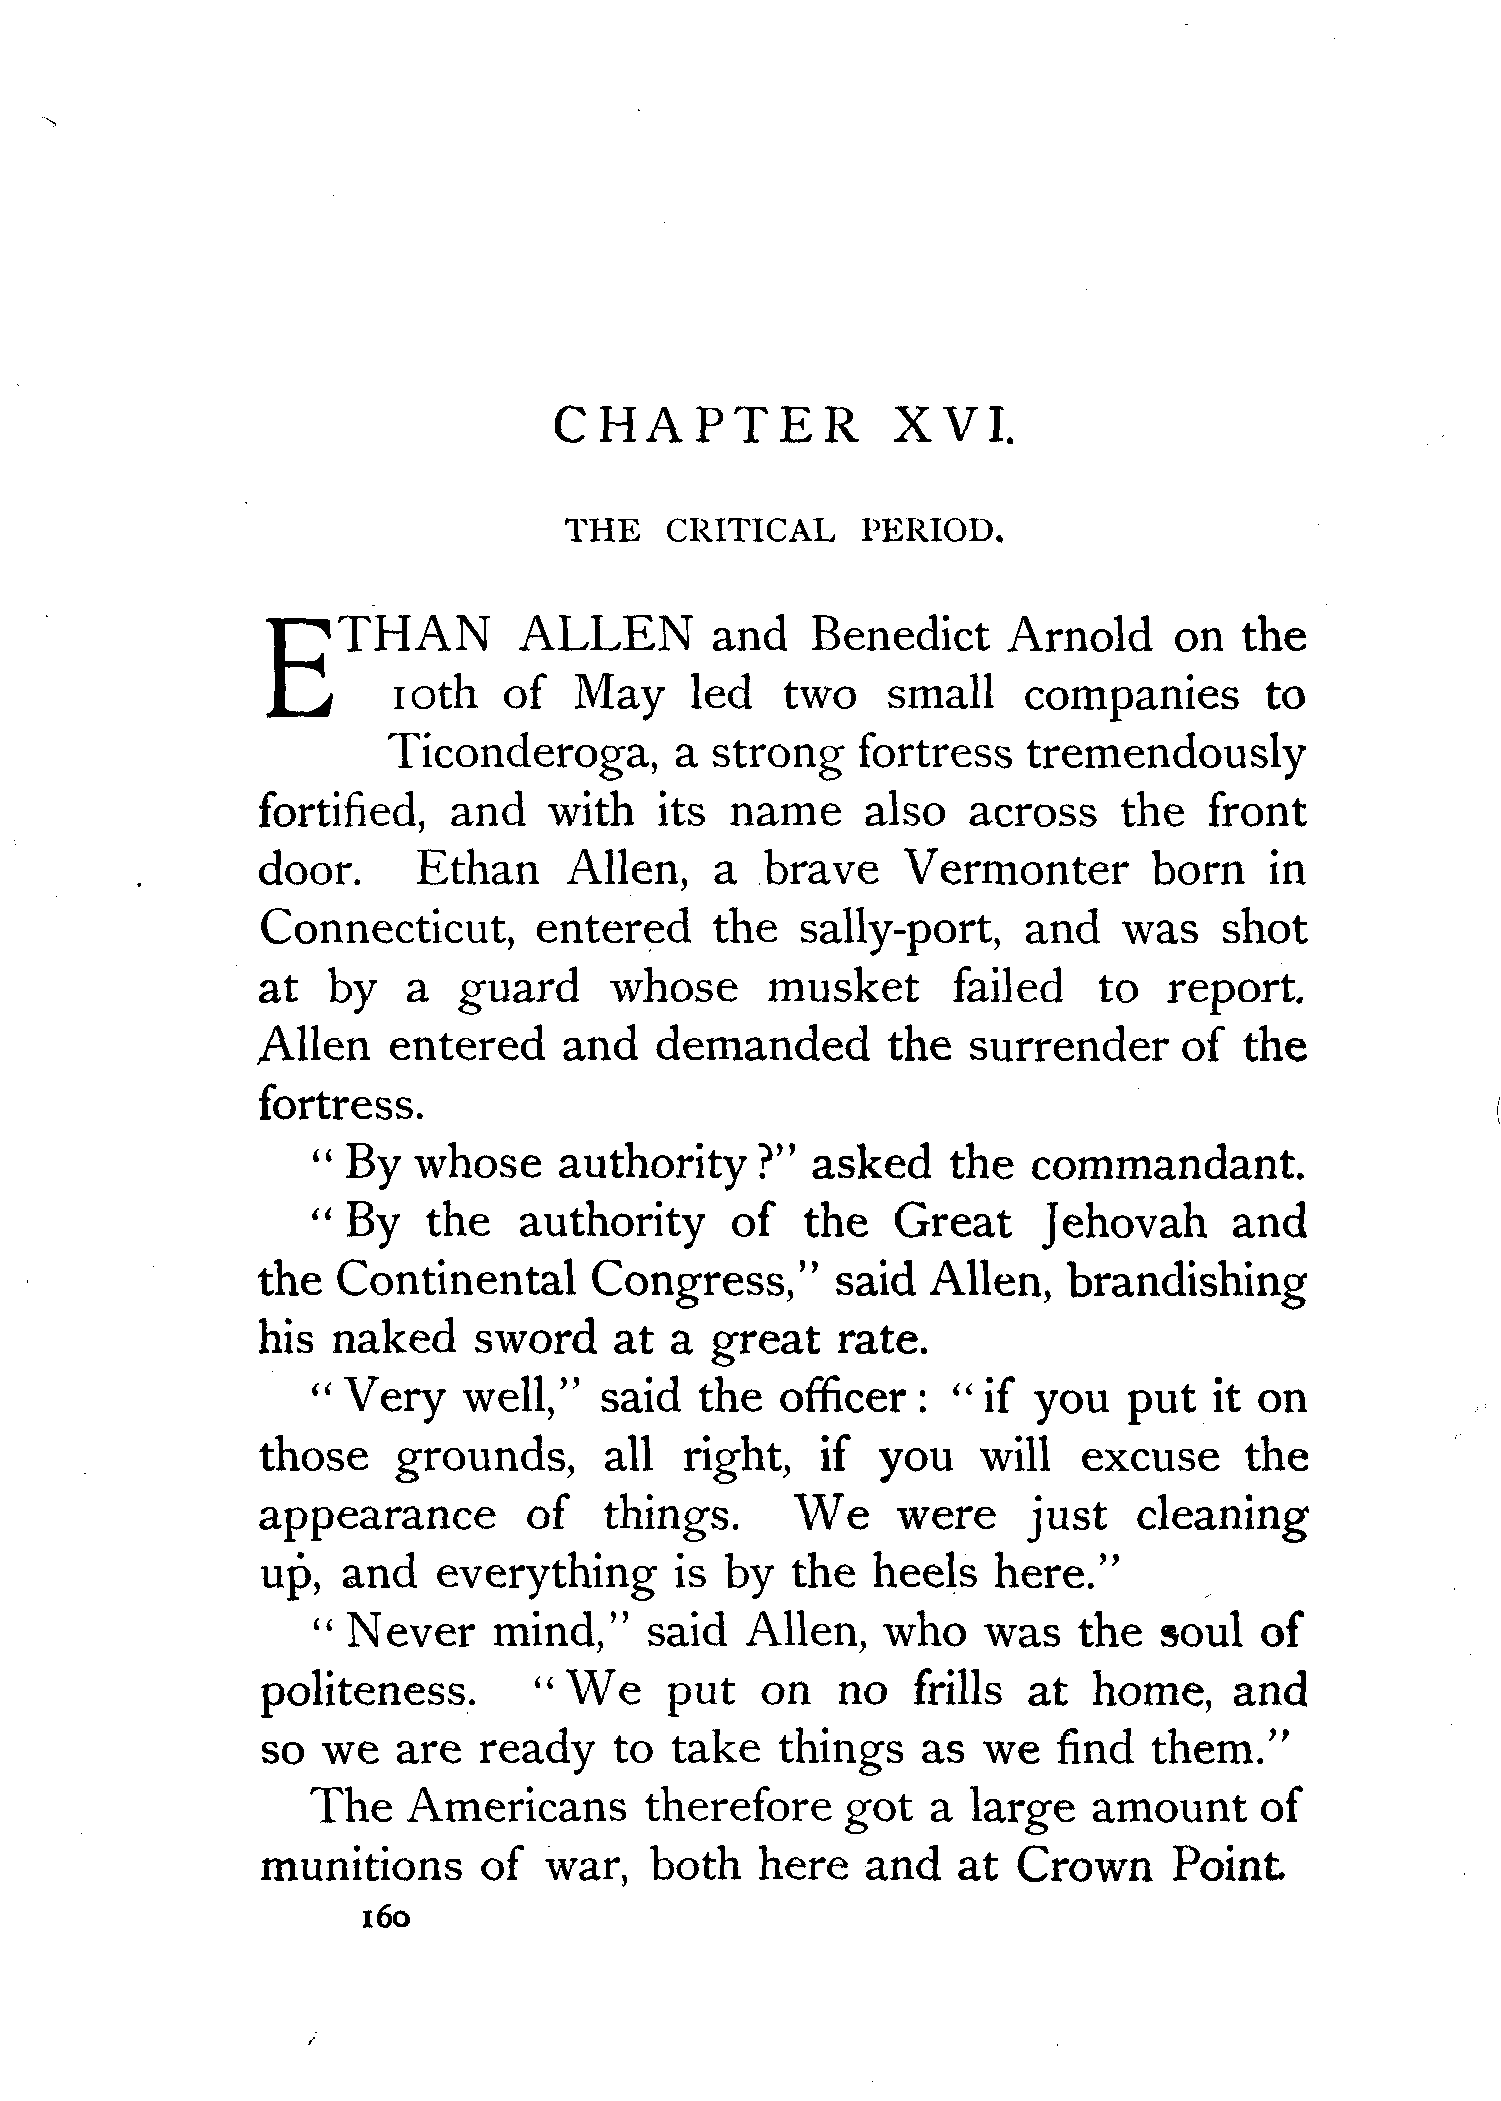 CHAPTER XVI.
THE CRITICAL PERIOD.
ETHAN ALLEN and Benedict Arnold on the
10th of May led two small companies to
Ticonderoga, a strong fortress tremendously
fortified, and with its name also across the front
door. Ethan Allen, a brave Vermonter born in
Connecticut, entered the sally-port, and was shot
at by a guard whose musket failed to report.
Allen entered and demanded the surrender of the
fortress.
"By whose authority?" asked the commandant.
"By the authority of the Great Jehovah and
the Continental Congress," said Allen, brandishing
his naked sword at a great rate.
"Very well," said the officer: "if you put it on
those grounds, all right, if you will excuse the
appearance of things. We were just cleaning
up, and everything is by the heels here."
"Never mind," said Allen, who was the soul of
politeness. "We put on no frills at home, and
so we are ready to take things as we find them."
The Americans therefore got a large amount of
munitions of war, both here and at Crown Point.
160